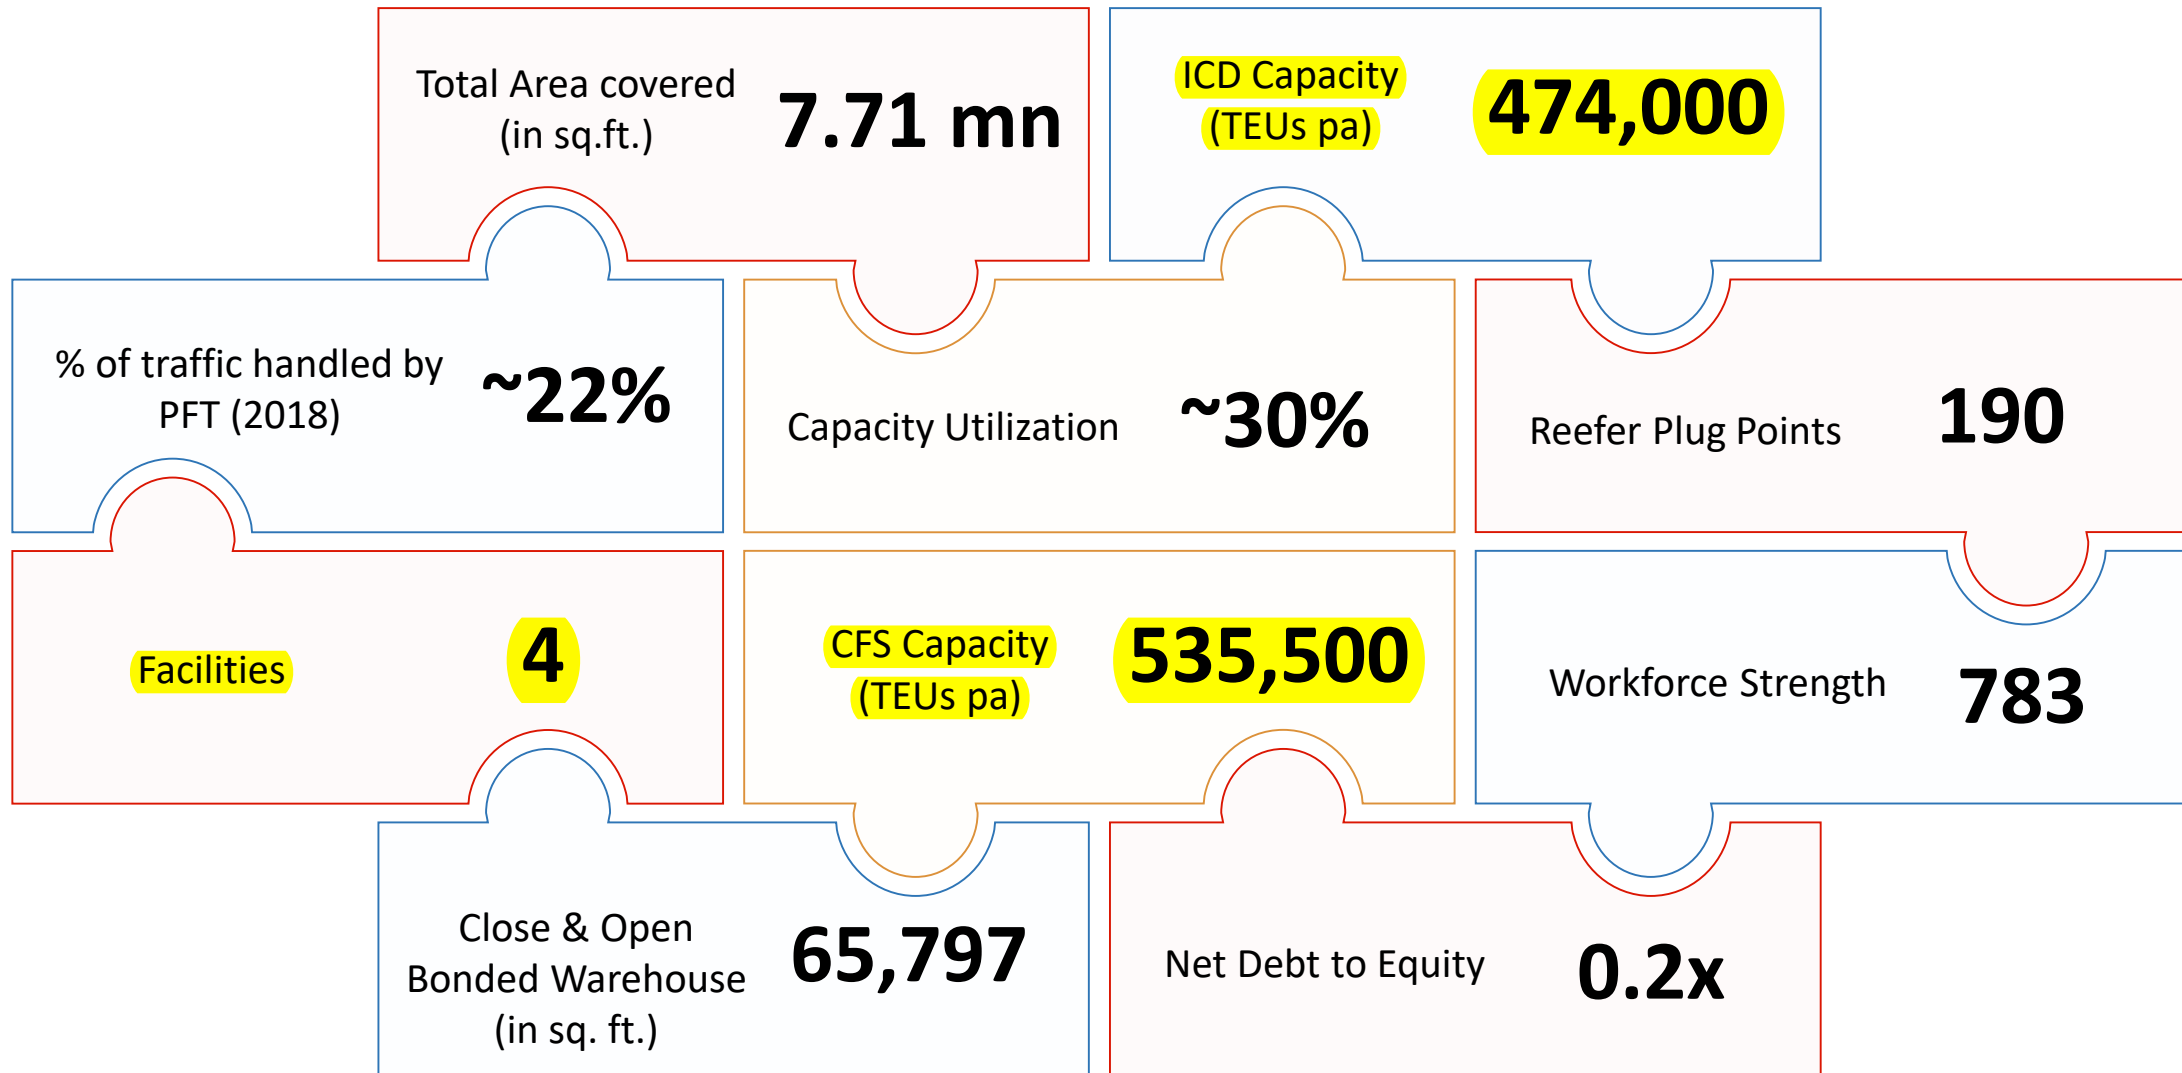 Total Area covered
(in sq.ft.)
7.71 mn
ICD Capacity
(TEUs pa)
474,000
% of traffic handled by
PFT (2018)
~22%
Capacity Utilization
~30%
Reefer Plug Points
190
Facilities
4
CFS Capacity
(TEUs pa)
535,500
Workforce Strength
783
Close & Open
Bonded Warehouse
(in sq. ft.)
65,797
Net Debt to Equity
0.2x